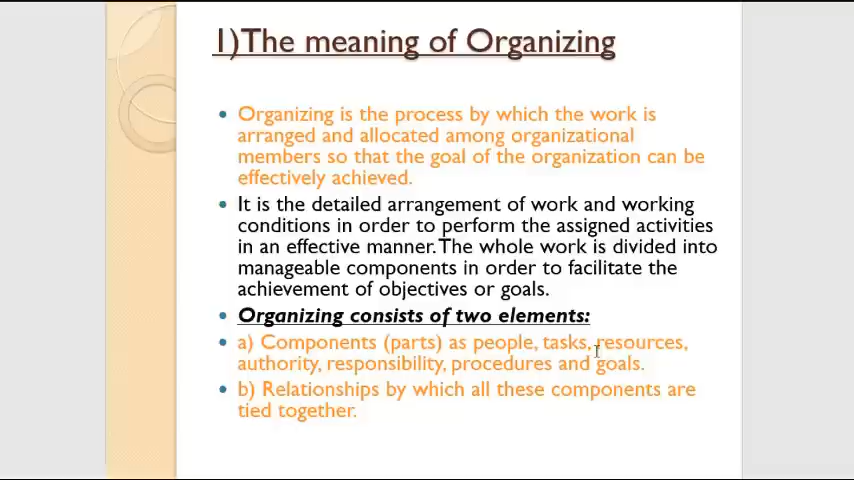 1)The meaning of Organizing
• Organizing is the process by which the work is
arranged and allocated among organizational
members so that the goal of the organization can be
effectively achieved.
• It is the detailed arrangement of work and working
conditions in order to perform the assigned activities
in an effective manner. The whole work is divided into
manageable components in order to facilitate the
achievement of objectives or goals.
• Organizing consists of two elements:
• a) Components (parts) as people, tasks, resources,
authority, responsibility, procedures and goals.
• b) Relationships by which all these components are
tied together.